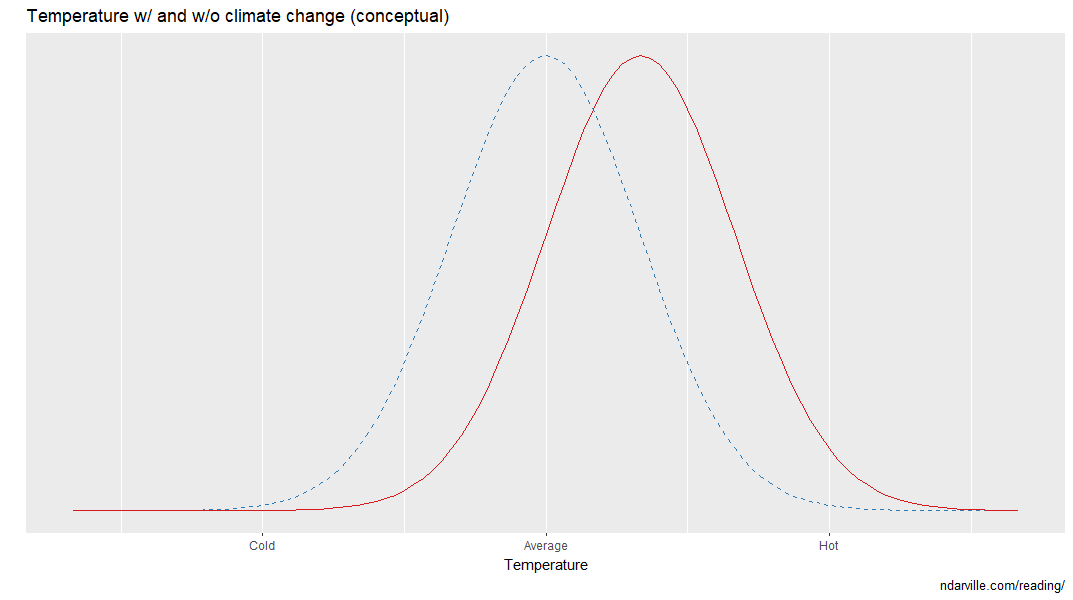 Temperature w/ and w/o climate change (conceptual)
Cold Average Hot
Temperature
ndarville.com/reading/